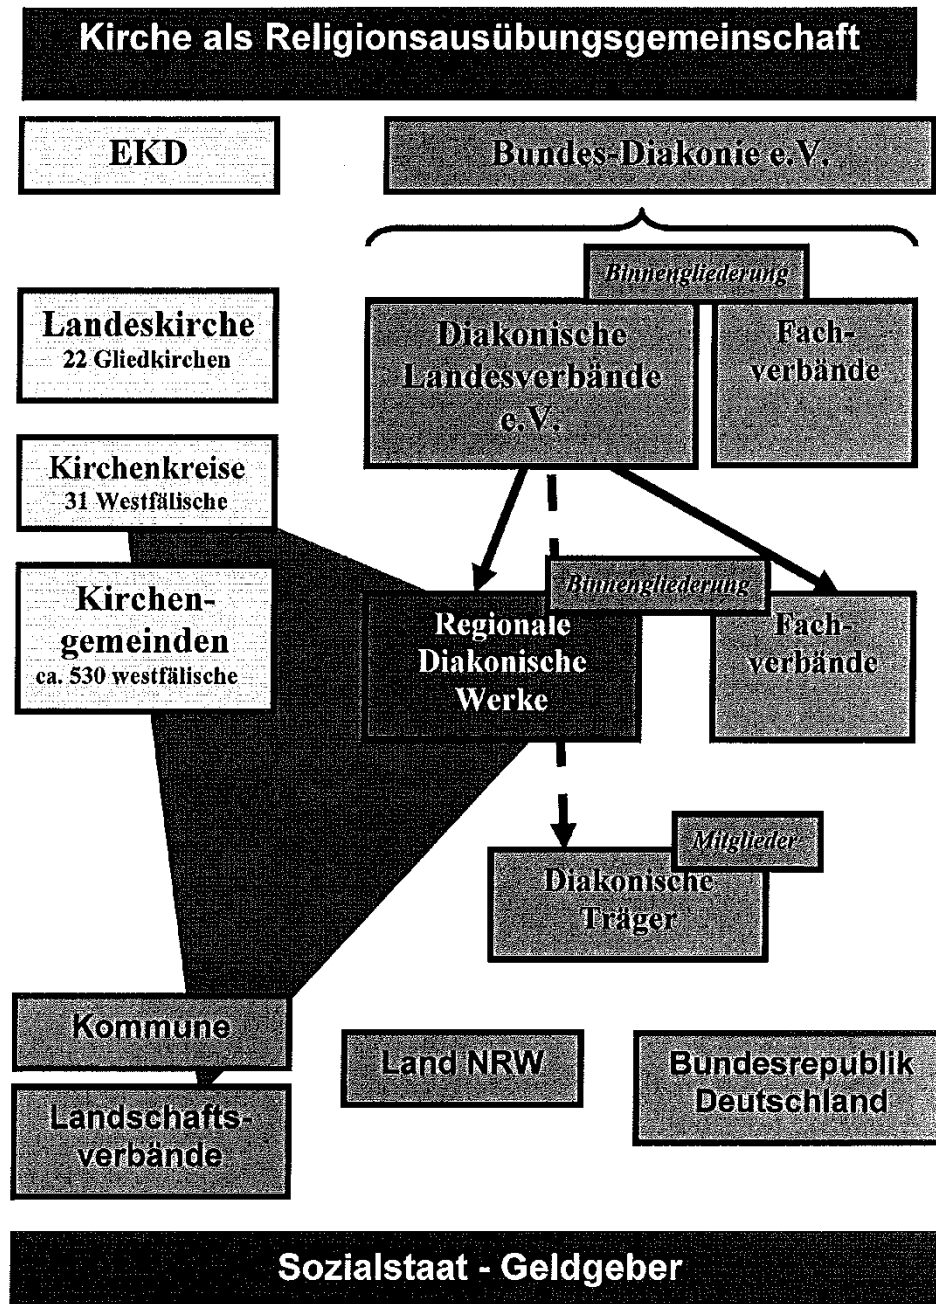 Kirche als Religionsausübungsgemeinschaft
EKD
Bundes-Diakonie e.V.
Binnengliederung
Landeskirche
22 Gliedkirchen
Diakonische
Landesverbände
e.V.
Fach-
verbände
Kirchenkreise
31 Westfälische
Kirchen-
gemeinden
ca. 530 westfälische
Binnengliederung
Regionale
Diakonische
Werke
Fach-
verbände
Mitglieder-
Diakonische
Träger
Kommune
Land NRW
Bundesrepublik
Deutschland
Landschafts-
verbände
Sozialstaat - Geldgeber